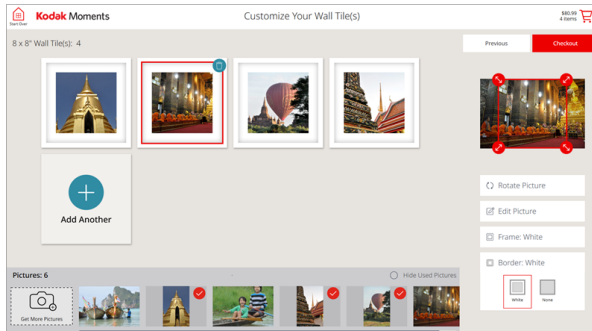 Start Over
Kodak Moments
Customize Your Wall Tile(s)
$80.99
4 items
8 x 8" Wall Tile(s): 4
Previous
Checkout
Add Another
Rotate Picture
Edit Picture
Frame: White
Border: White
White
None
Pictures: 6
Hide Used Pictures
Get More Pictures